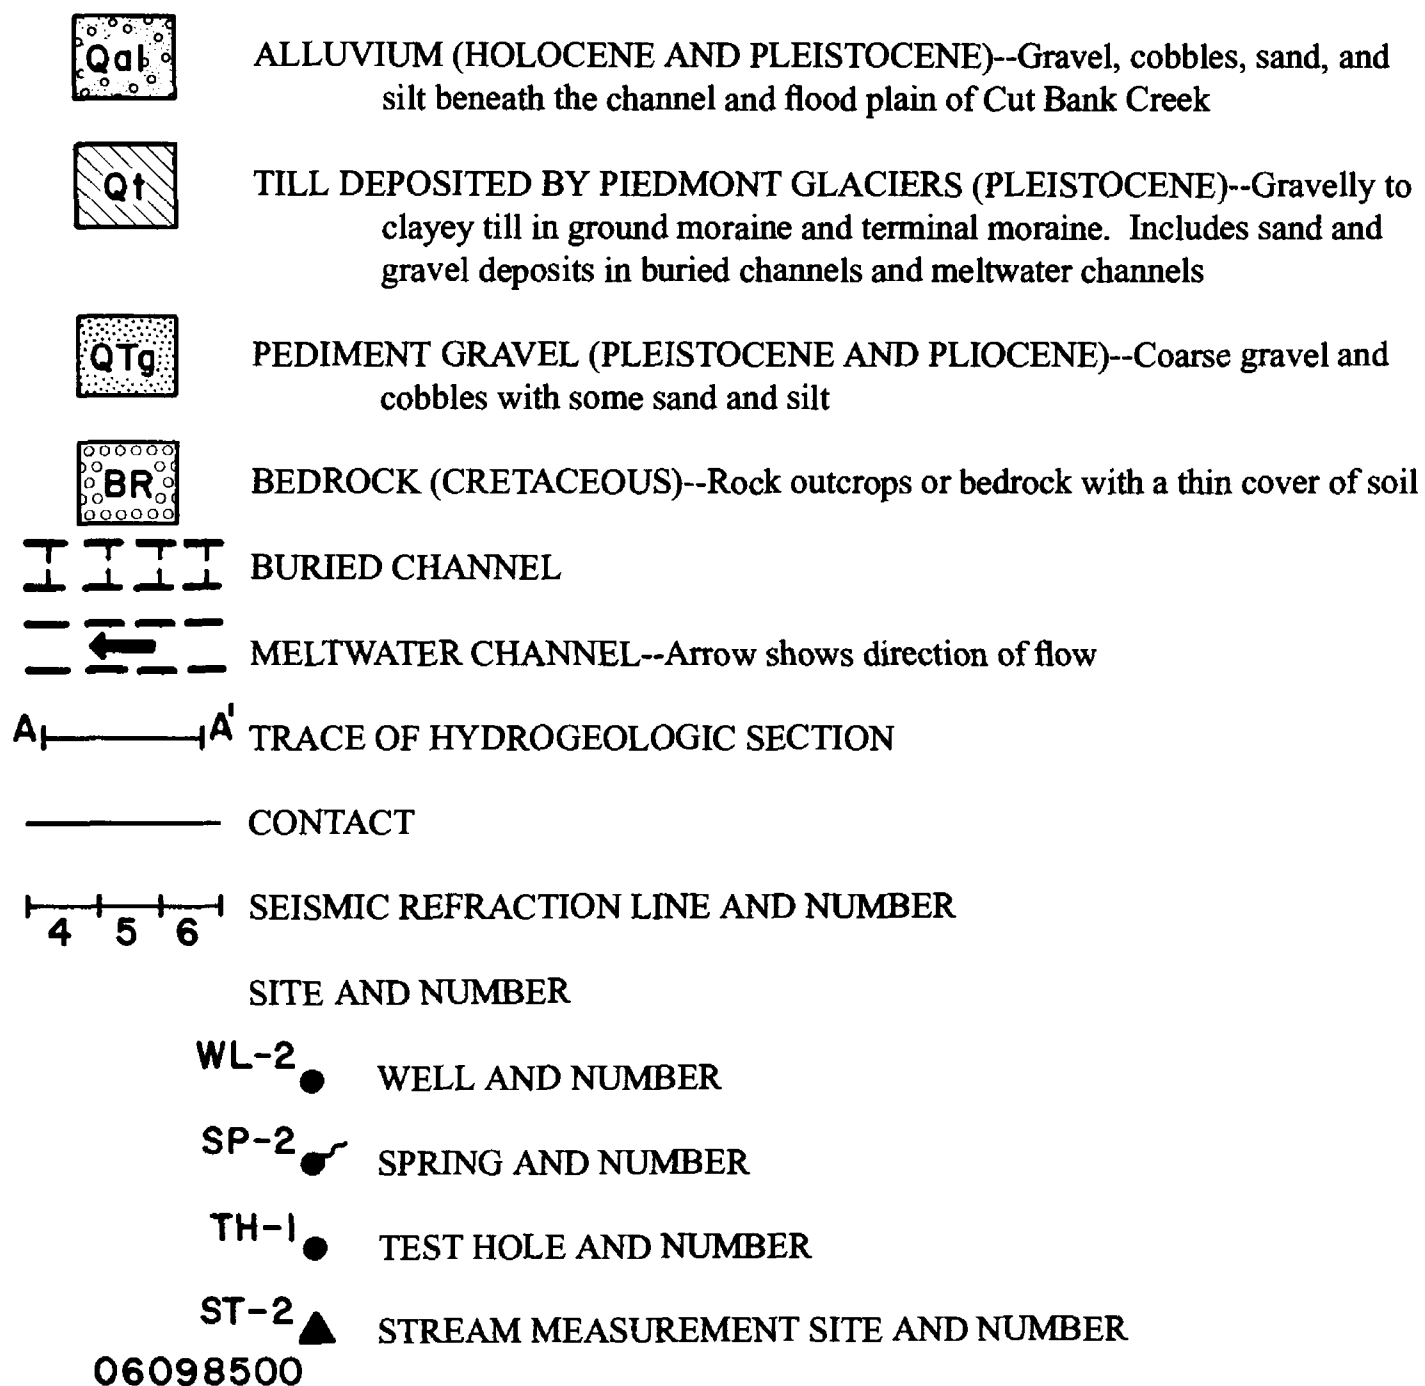 Qal ALLUVIUM (HOLOCENE AND PLEISTOCENE)--Gravel, cobbles, sand, and
silt beneath the channel and flood plain of Cut Bank Creek
Qt TILL DEPOSITED BY PIEDMONT GLACIERS (PLEISTOCENE)--Gravelly to
clayey till in ground moraine and terminal moraine. Includes sand and
gravel deposits in buried channels and meltwater channels
QTg PEDIMENT GRAVEL (PLEISTOCENE AND PLIOCENE)--Coarse gravel and
cobbles with some sand and silt
BR BEDROCK (CRETACEOUS)--Rock outcrops or bedrock with a thin cover of soil
BURIED CHANNEL
MELTWATER CHANNEL--Arrow shows direction of flow
A A' TRACE OF HYDROGEOLOGIC SECTION
CONTACT
4 5 6 SEISMIC REFRACTION LINE AND NUMBER
SITE AND NUMBER
WL-2 WELL AND NUMBER
SP-2 SPRING AND NUMBER
TH-1 TEST HOLE AND NUMBER
ST-2 STREAM MEASUREMENT SITE AND NUMBER
06098500